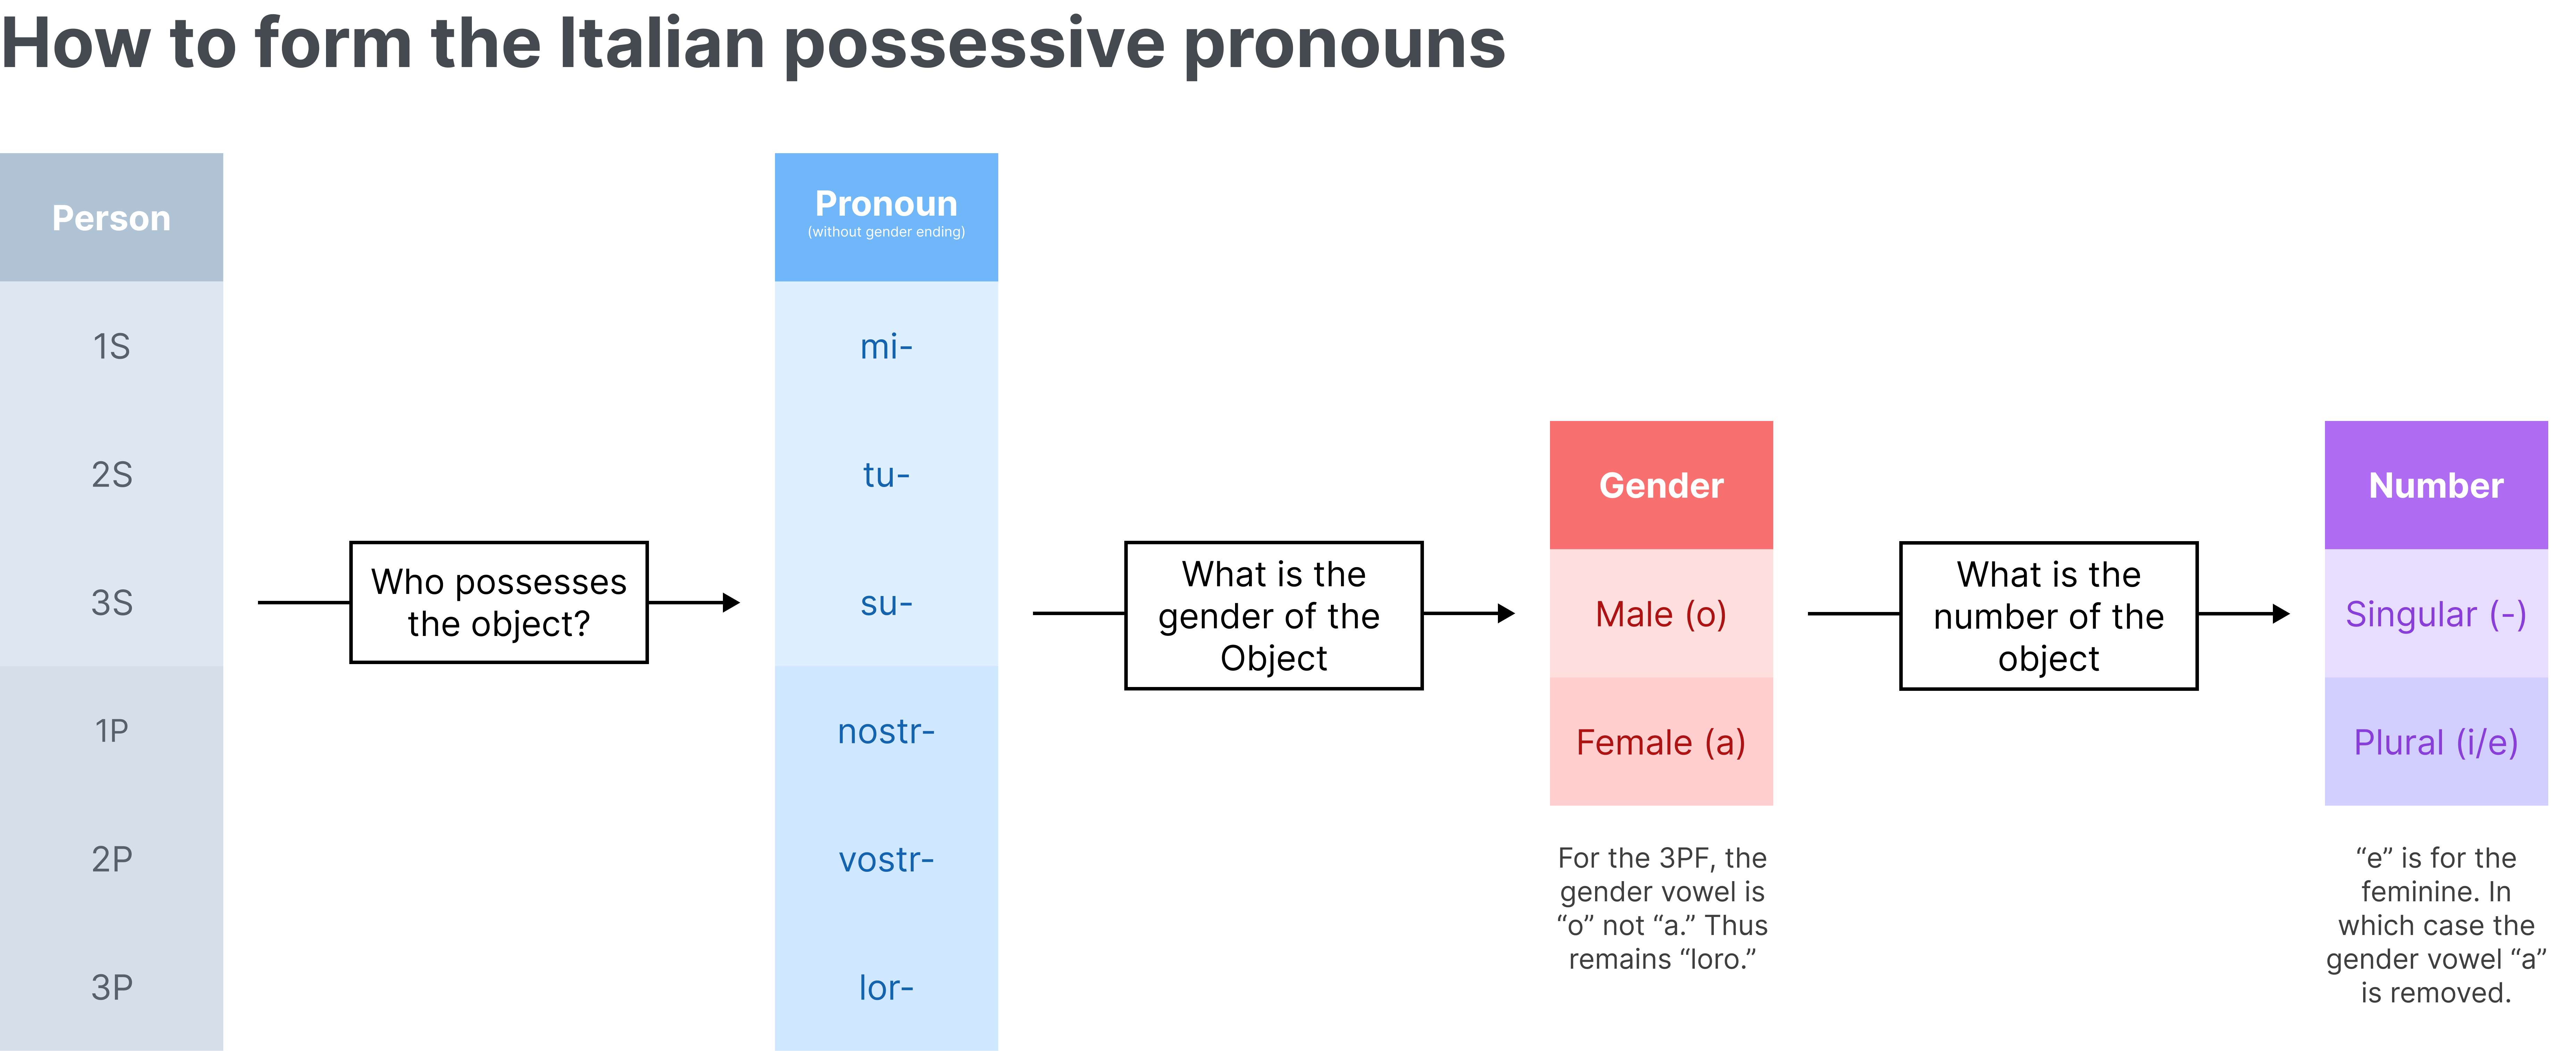 How to form the Italian possessive pronouns
Person
1S
2S
3S
1P
2P
3P
Who possesses
the object?
Pronoun
(without gender ending)
mi-
tu-
su-
nostr-
vostr-
lor-
What is the
gender of the
Object
Gender
Male (o)
Female (a)
For the 3PF, the
gender vowel is
“o” not “a.” Thus
remains “loro.”
What is the
number of the
object
Number
Singular (-)
Plural (i/e)
“e” is for the
feminine. In
which case the
gender vowel “a”
is removed.